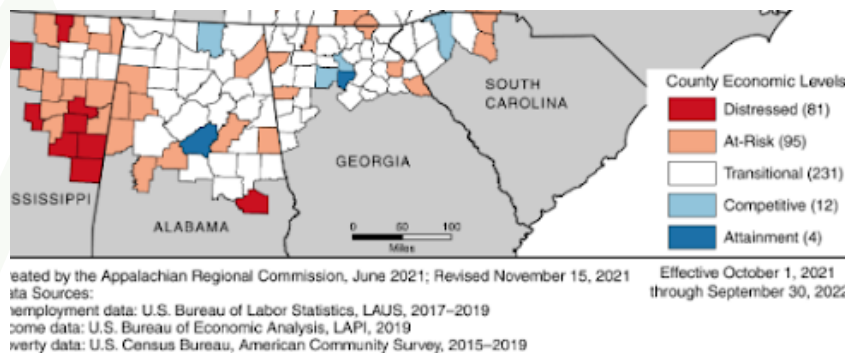 SOUTH
CAROLINA
GEORGIA
SSISSIPPI
ALABAMA
0 50 100
Miles
County Economic Levels
Distressed (81)
At-Risk (95)
Transitional (231)
Competitive (12)
Attainment (4)
Effective October 1, 2021
through September 30, 2022
eated by the Appalachian Regional Commission, June 2021; Revised November 15, 2021
ata Sources:
nemployment data: U.S. Bureau of Labor Statistics, LAUS, 2017–2019
come data: U.S. Bureau of Economic Analysis, LAPI, 2019
overty data: U.S. Census Bureau, American Community Survey, 2015–2019